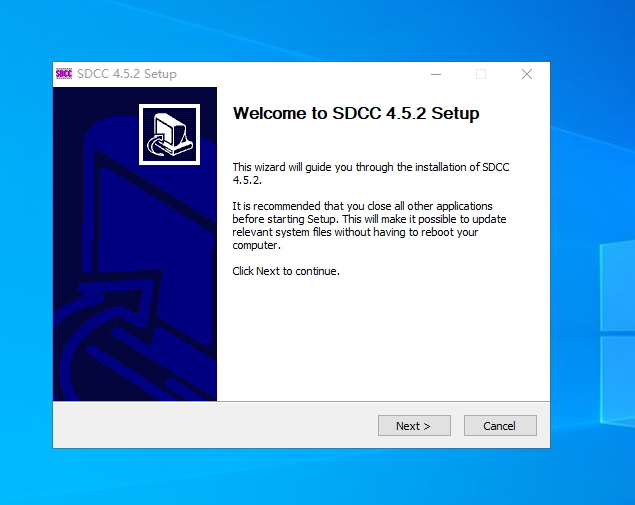 SDCC SDCC 4.5.2 Setup
Welcome to SDCC 4.5.2 Setup
This wizard will guide you through the installation of SDCC
4.5.2.
It is recommended that you close all other applications
before starting Setup. This will make it possible to update
relevant system files without having to reboot your
computer.
Click Next to continue.
Next > Cancel